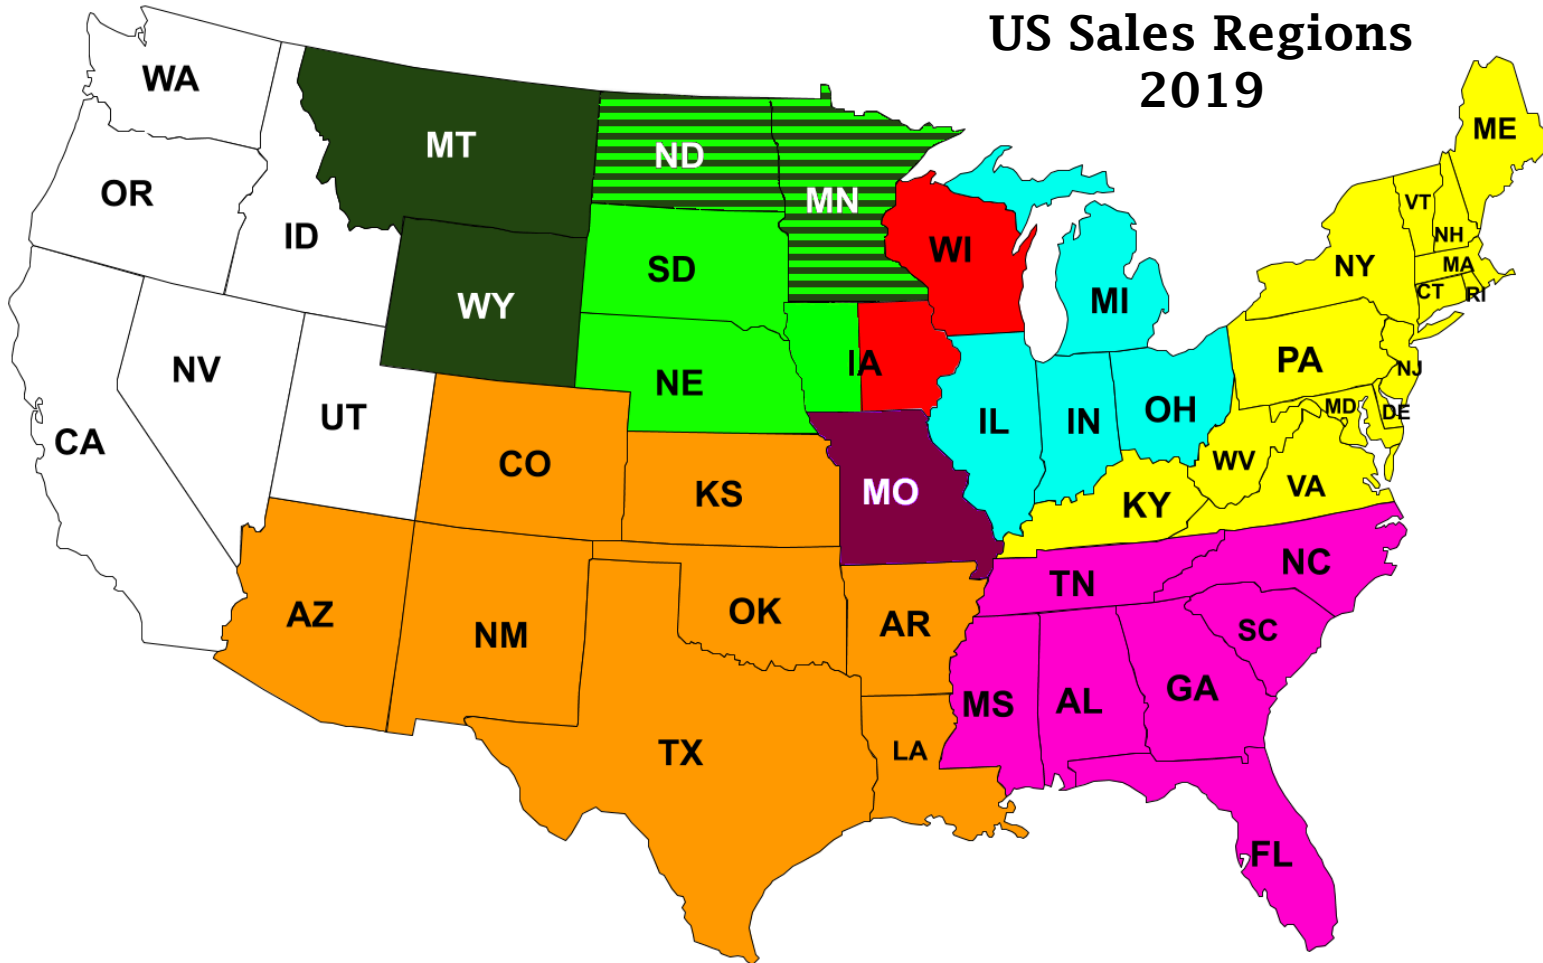 US Sales Regions
2019
WA
MT
ND
MN
OR
ID
WY
SD
WI
MI
ME
VT
NH
NY
MA
CT
RI
NV
UT
CA
NE
IA
IL
IN
OH
PA
NJ
MD
DE
CO
KS
MO
KY
WV
VA
AZ
NM
OK
AR
TN
NC
SC
TX
LA
MS
AL
GA
FL